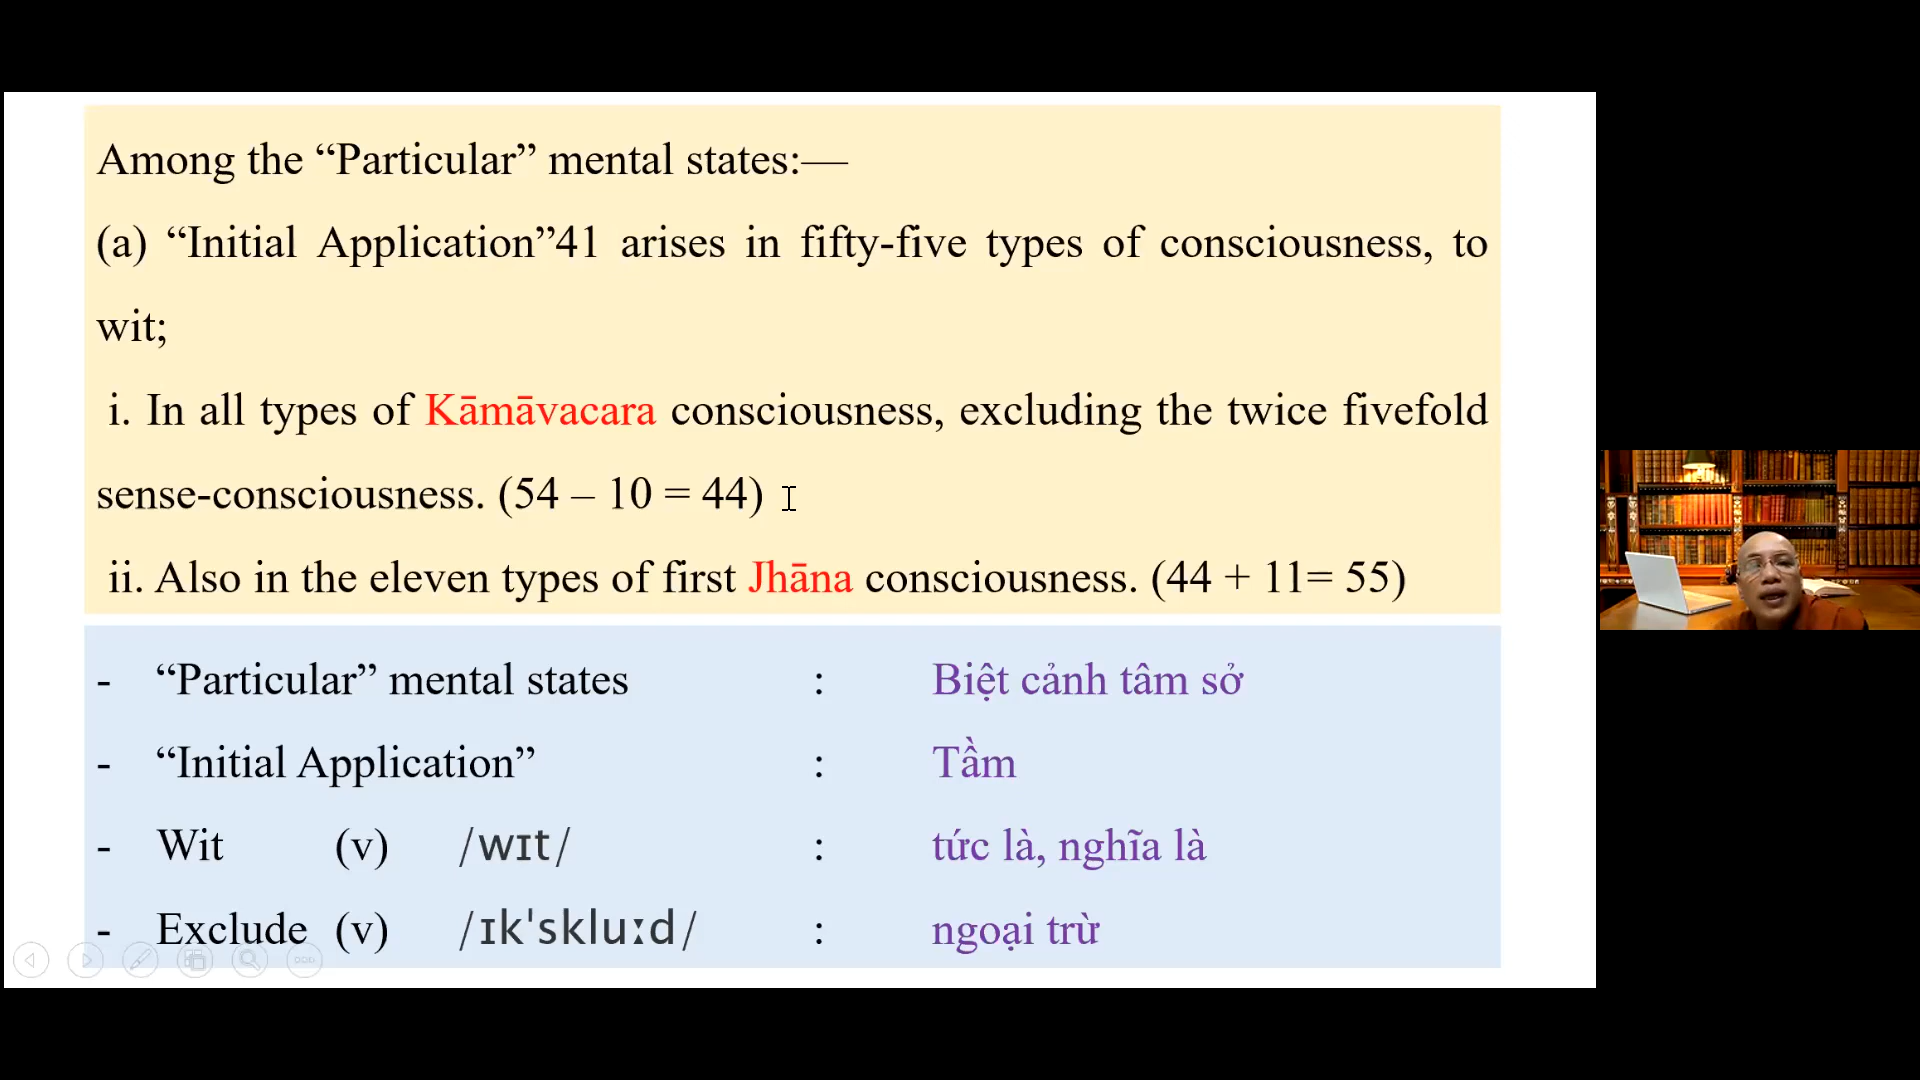 Among the “Particular” mental states:—
(a) “Initial Application”41 arises in fifty-five types of consciousness, to
wit;
i. In all types of Kāmāvacara consciousness, excluding the twice fivefold
sense-consciousness. (54 – 10 = 44)
ii. Also in the eleven types of first Jhāna consciousness. (44 + 11= 55)
- “Particular” mental states : Biệt cảnh tâm sở
- “Initial Application” : Tầm
- Wit (v) /wɪt/ : tức là, nghĩa là
- Exclude (v) /ɪkˈskluːd/ : ngoại trừ